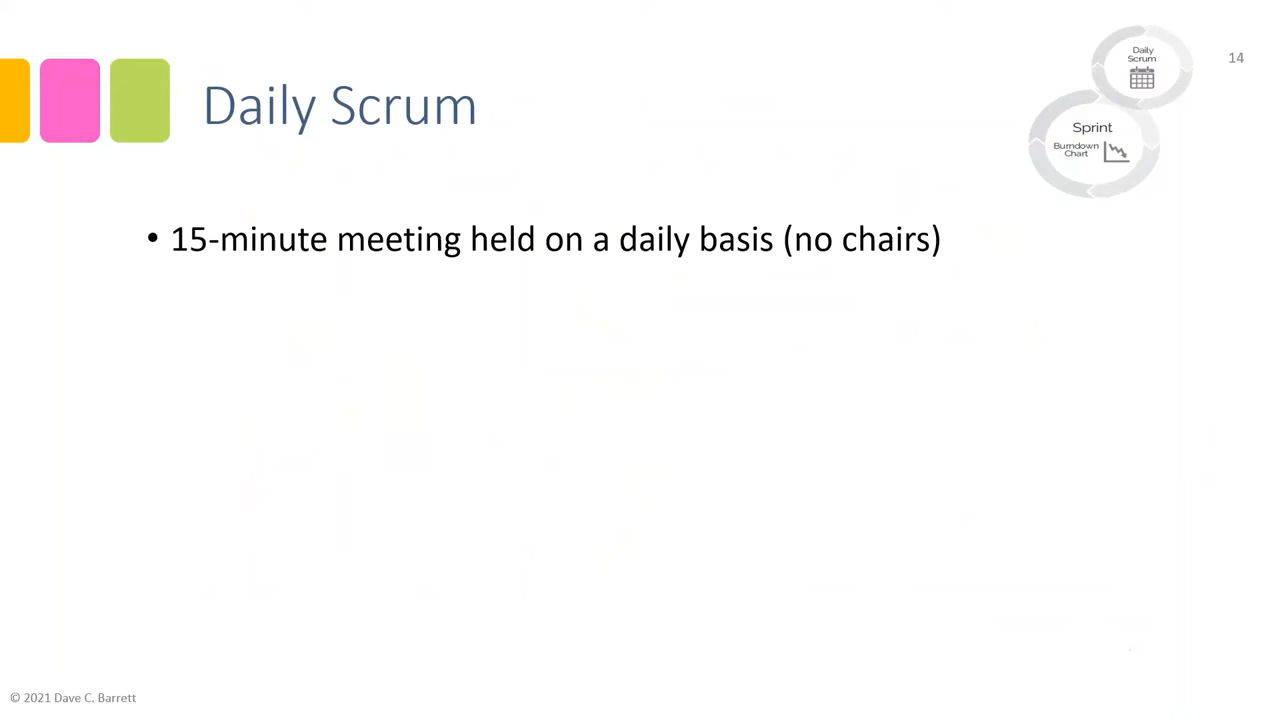 Daily
Scrum
14
Daily Scrum
Sprint
Burndown
Chart
• 15-minute meeting held on a daily basis (no chairs)
© 2021 Dave C. Barrett